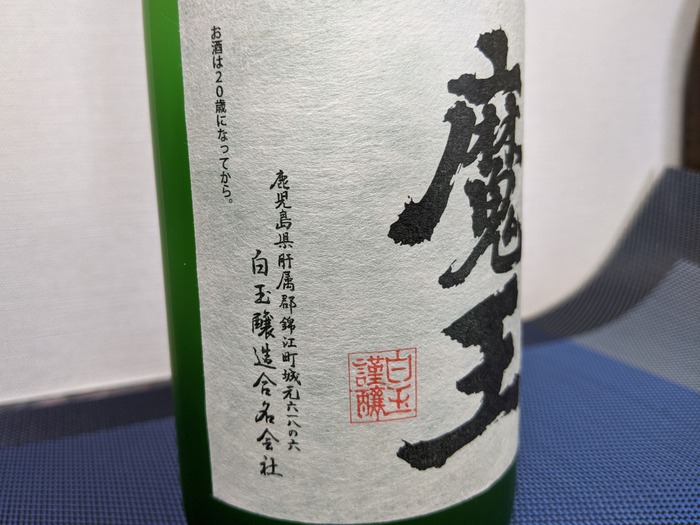 魔王
白玉
謹醸
鹿児島県肝属郡錦江町城元六一八の六
白玉醸造合名会社
お酒は20歳になってから。